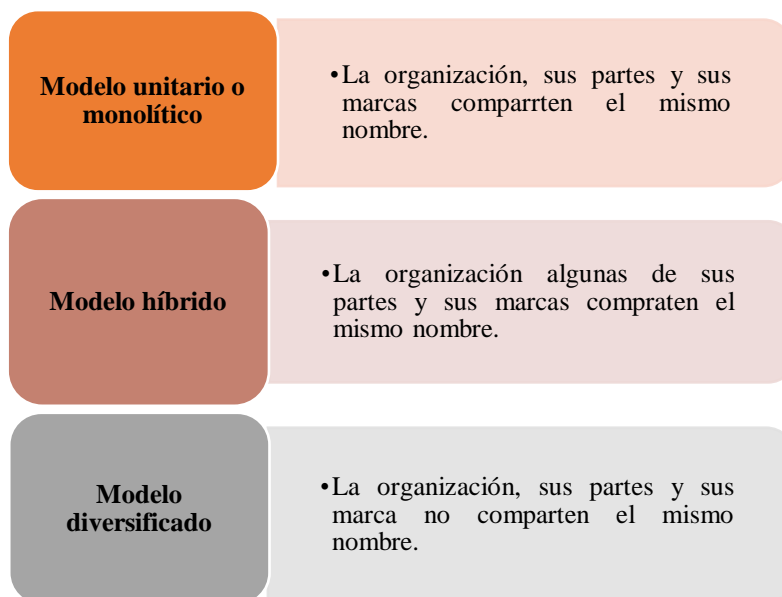 Modelo unitario o
monolítico
•La organización, sus partes y sus
marcas comparrten el mismo
nombre.
Modelo híbrido
•La organización algunas de sus
partes y sus marcas compraten el
mismo nombre.
Modelo
diversificado
•La organización, sus partes y sus
marca no comparten el mismo
nombre.